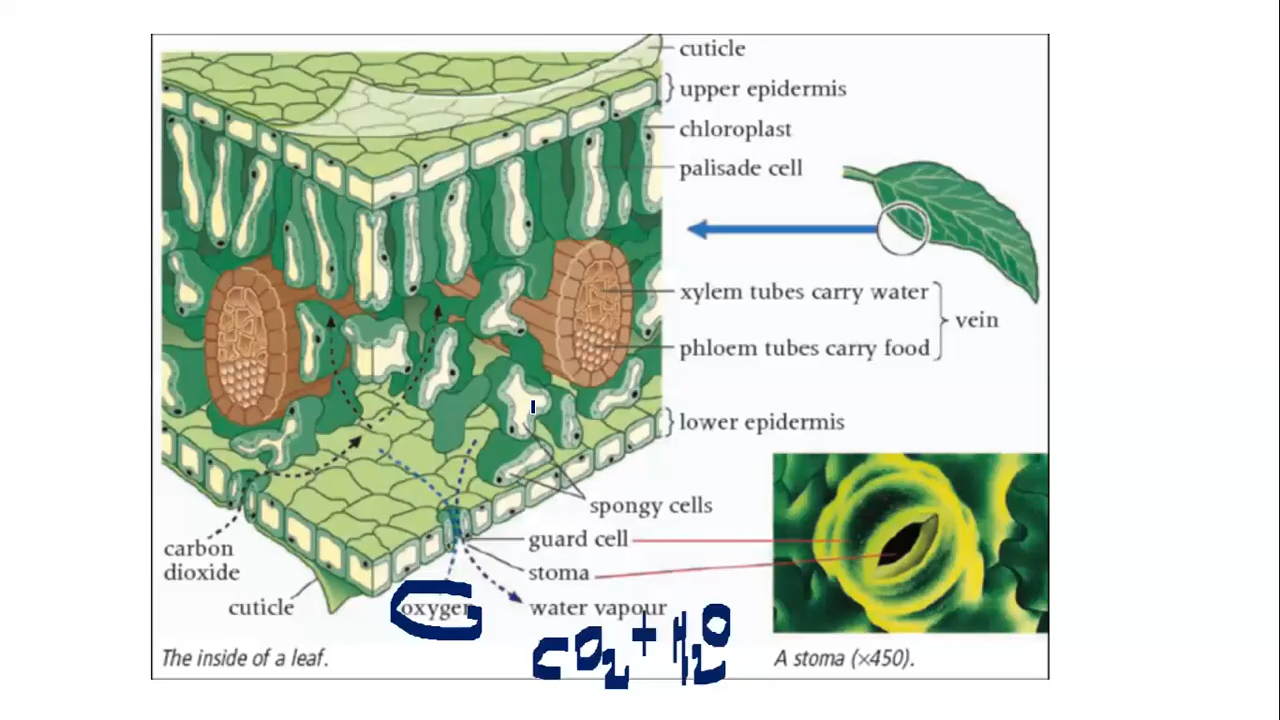 cuticle
upper epidermis
chloroplast
palisade cell
xylem tubes carry water
vein
phloem tubes carry food
lower epidermis
spongy cells
guard cell
carbon
dioxide
stoma
cuticle
oxygen
water vapour
CO2 + H2O
The inside of a leaf.
A stoma (×450).